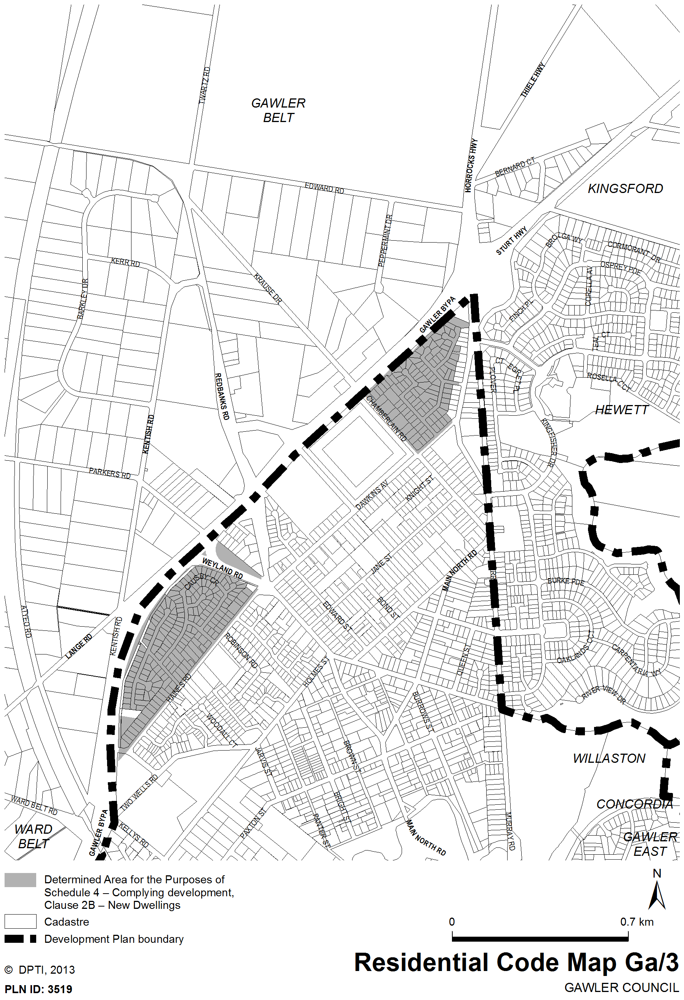 TWARTZ RD
GAWLER
BELT
THIELE HWY
HORROCKS HWY
BERNARD CT
KINGSFORD
EDWARD RD
PEPPERMINT DR
STURT HWY
BROLGA WY
CORMORANT DR
OSPREY PDE
CORELLA AV
KERR RD
KRAUSE DR
BARKLEY DR
FINCH PL
GAWLER BYPA
TEAL CT
PLOVER CT
EGRET PL
ROSELLA CCT
CCT
REDBANKS RD
CHAMBERLAIN RD
HEWETT
KENTISH RD
KINGFISHER DR
PARKERS RD
DAWKINS AV
KNIGHT ST
WEYLAND RD
CAUSBY CR
JANE ST
MAIN NORTH RD
BURKE PDE
EDWARD ST
BOND ST
ATYEO RD
KENTISH RD
LANGE RD
ROBINSON RD
HOLMES ST
QUEEN ST
OAKLANDS CCT
CARPENTARIA WY
HAINES RD
RIVER VIEW DR
BURROWS ST
WOODALL CT
JARVIS ST
BROWN ST
WILLASTON
TWO WELLS RD
WARD BELT RD
BRIGHT ST
CONCORDIA
PAXTON ST
PANTER ST
MURRAY RD
WARD
BELT
GAWLER BYPA
KELLYS RD
MAIN NORTH RD
GAWLER
EAST
Determined Area for the Purposes of
Schedule 4 – Complying development,
Clause 2B – New Dwellings
Cadastre
Development Plan boundary
N
0 0.7 km
Residential Code Map Ga/3
© DPTI, 2013
PLN ID: 3519
GAWLER COUNCIL